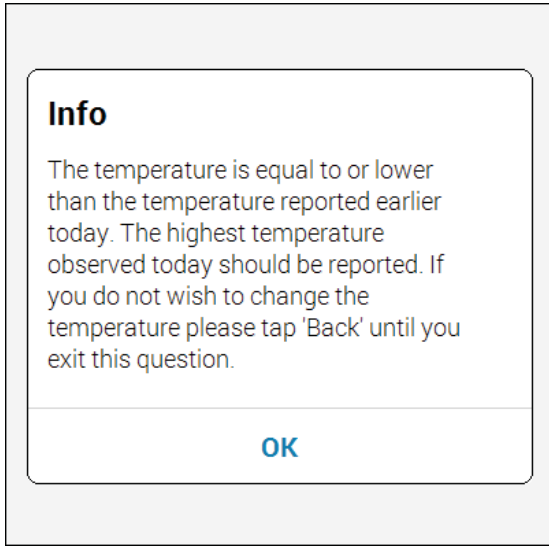 Info
The temperature is equal to or lower
than the temperature reported earlier
today. The highest temperature
observed today should be reported. If
you do not wish to change the
temperature please tap 'Back' until you
exit this question.
OK